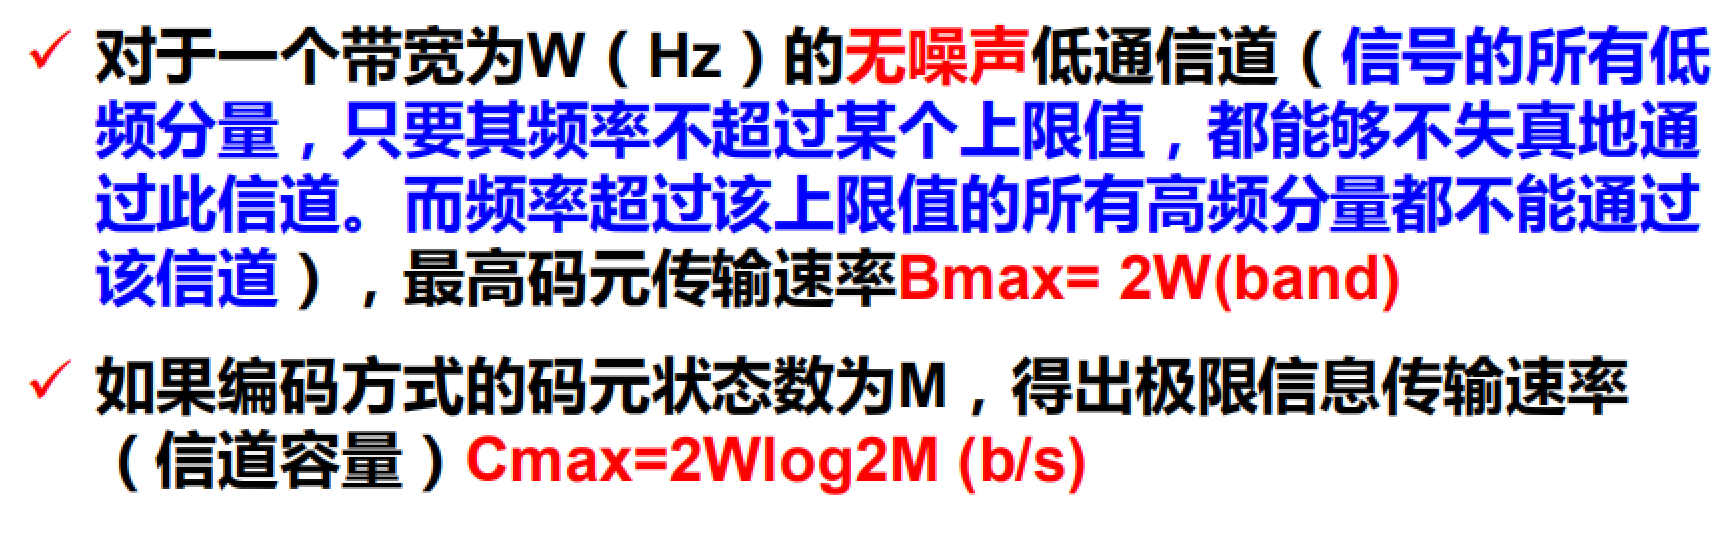 ✓ 对于一个带宽为W（Hz）的无噪声低通信道（信号的所有低
频分量，只要其频率不超过某个上限值，都能够不失真地通
过此信道。而频率超过该上限值的所有高频分量都不能通过
该信道），最高码元传输速率Bmax= 2W(band)
✓ 如果编码方式的码元状态数为M，得出极限信息传输速率
（信道容量）Cmax=2Wlog2M (b/s)